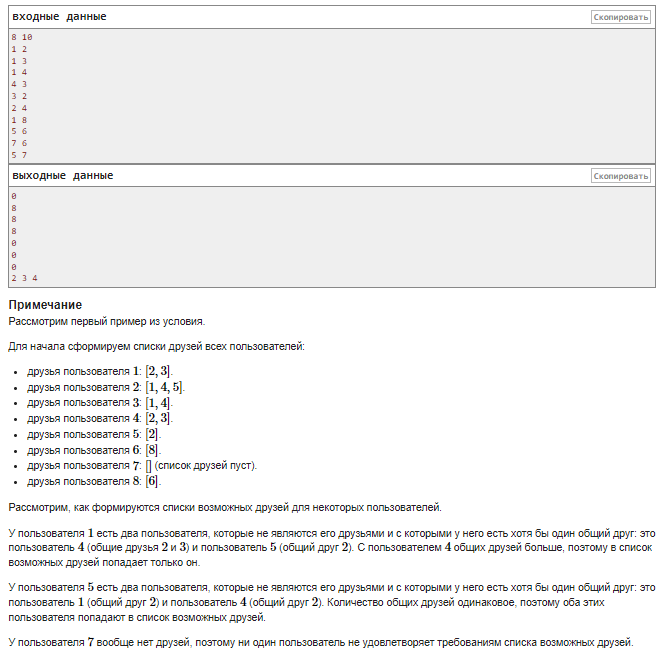 входные данные
Скопировать
8 10
1 2
1 3
1 4
4 3
3 2
2 4
1 8
5 6
7 6
5 7
выходные данные
Скопировать
0
8
8
8
0
0
0
2 3 4
Примечание
Рассмотрим первый пример из условия.
Для начала сформируем списки друзей всех пользователей:
• друзья пользователя 1: [2, 3].
• друзья пользователя 2: [1, 4, 5].
• друзья пользователя 3: [1, 4].
• друзья пользователя 4: [2, 3].
• друзья пользователя 5: [2].
• друзья пользователя 6: [8].
• друзья пользователя 7: [] (список друзей пуст).
• друзья пользователя 8: [6].
Рассмотрим, как формируются списки возможных друзей для некоторых пользователей.
У пользователя 1 есть два пользователя, которые не являются его друзьями и с которыми у него есть хотя бы один общий друг: это
пользователь 4 (общие друзья 2 и 3) и пользователь 5 (общий друг 2). С пользователем 4 общих друзей больше, поэтому в список
возможных друзей попадает только он.
У пользователя 5 есть два пользователя, которые не являются его друзьями и с которыми у него есть хотя бы один общий друг: это
пользователь 1 (общий друг 2) и пользователь 4 (общий друг 2). Количество общих друзей одинаковое, поэтому оба этих
пользователя попадают в список возможных друзей.
У пользователя 7 вообще нет друзей, поэтому ни один пользователь не удовлетворяет требованиям списка возможных друзей.